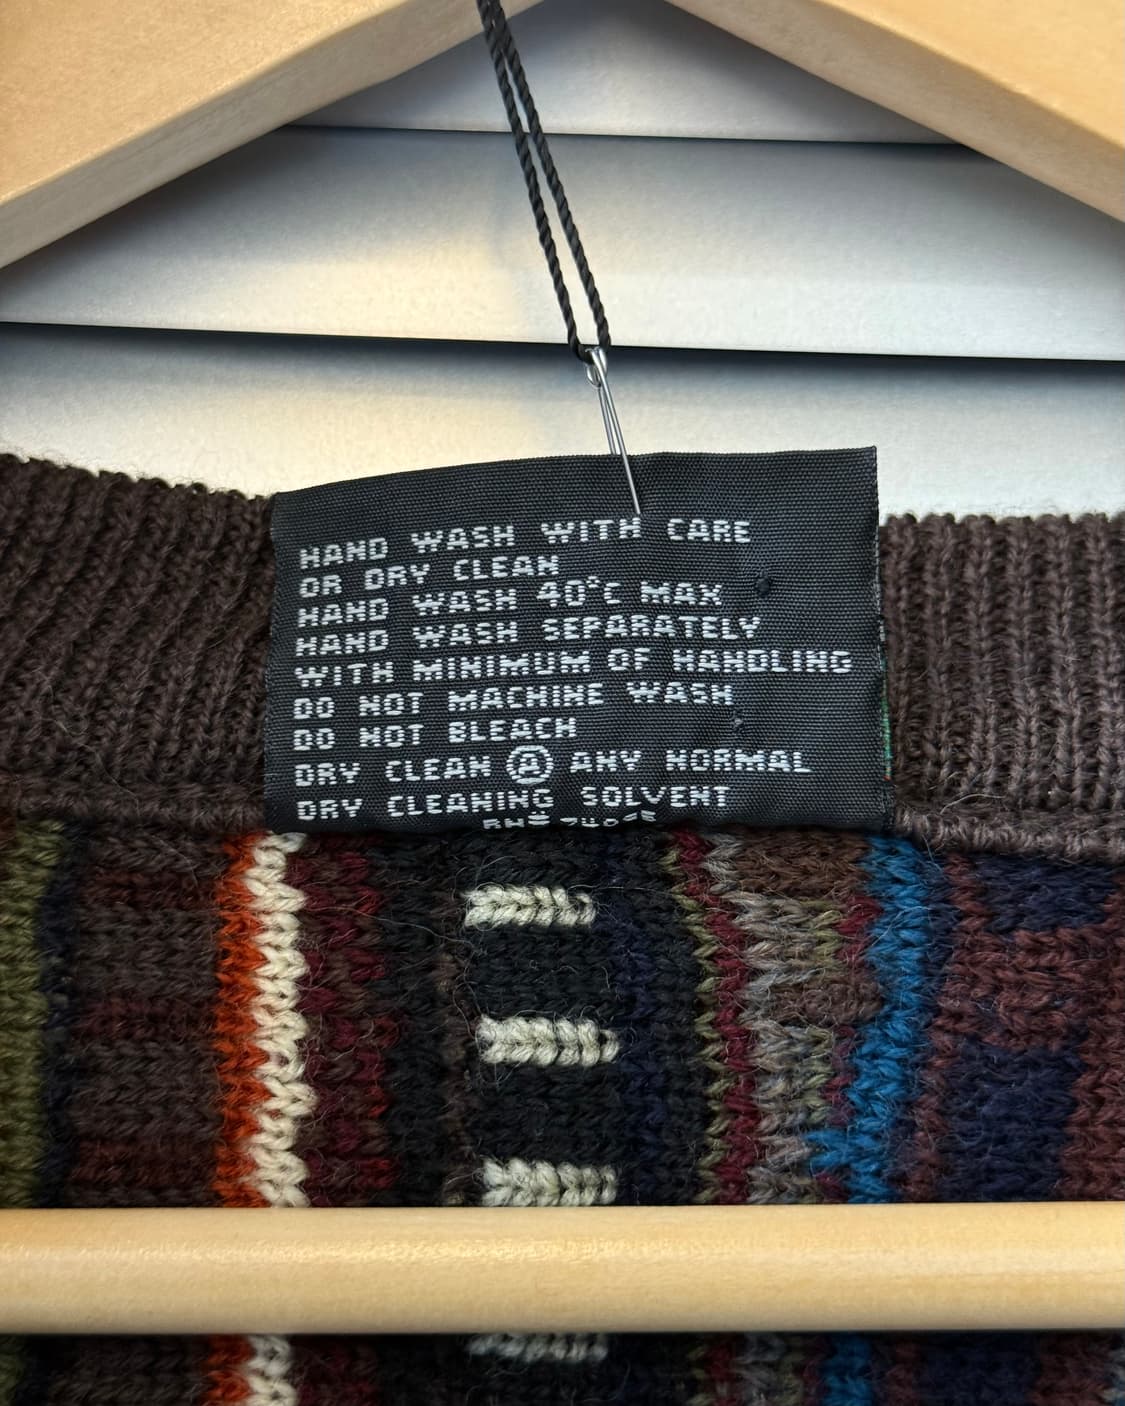 HAND WASH WITH CARE
OR DRY CLEAN
HAND WASH 40°C MAX
HAND WASH SEPARATELY
WITH MINIMUM OF HANDLING
DO NOT MACHINE WASH
DO NOT BLEACH
DRY CLEAN Ⓐ ANY NORMAL
DRY CLEANING SOLVENT